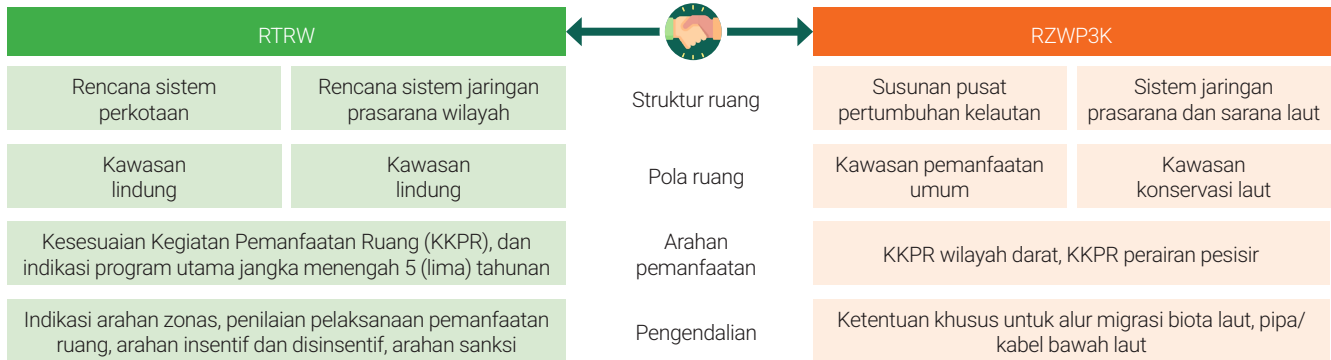 RTRW
RZWP3K
Rencana sistem
perkotaan
Rencana sistem jaringan
prasarana wilayah
Struktur ruang
Susunan pusat
pertumbuhan kelautan
Sistem jaringan
prasarana dan sarana laut
Kawasan
lindung
Kawasan
lindung
Pola ruang
Kawasan pemanfaatan
umum
Kawasan
konservasi laut
Kesesuaian Kegiatan Pemanfaatan Ruang (KKPR), dan
indikasi program utama jangka menengah 5 (lima) tahunan
Arahan
pemanfaatan
KKPR wilayah darat, KKPR perairan pesisir
Indikasi arahan zonas, penilaian pelaksanaan pemanfaatan
ruang, arahan insentif dan disinsentif, arahan sanksi
Pengendalian
Ketentuan khusus untuk alur migrasi biota laut, pipa/
kabel bawah laut